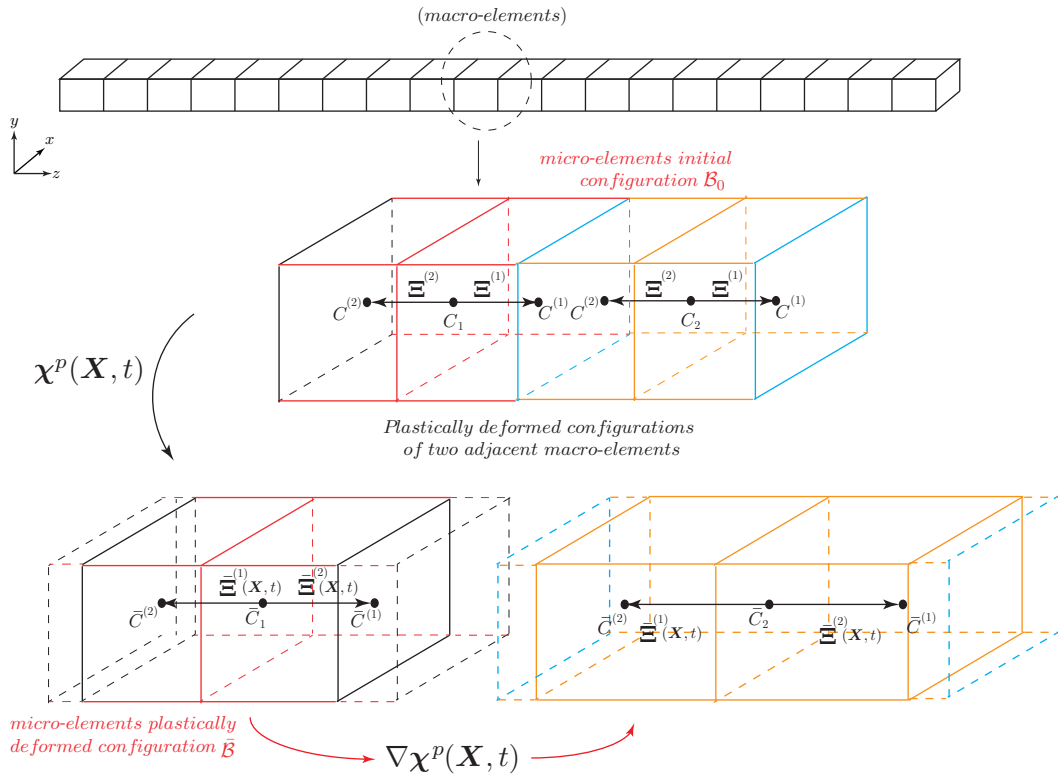 (macro-elements)
y
x
z
micro-elements initial
configuration 𝓑₀
Ξ⁽²⁾ Ξ⁽¹⁾ Ξ⁽²⁾ Ξ⁽¹⁾
C⁽²⁾ C₁ C⁽¹⁾ C⁽²⁾ C₂ C⁽¹⁾
χᵖ(X, t)
Plastically deformed configurations
of two adjacent macro-elements
Ξ̄⁽¹⁾(X, t) Ξ̄⁽²⁾(X, t)
C̄⁽²⁾ C̄₁ C̄⁽¹⁾
C̄⁽²⁾ C̄₂ C̄⁽¹⁾
Ξ̄⁽¹⁾(X, t) Ξ̄⁽²⁾(X, t)
micro-elements plastically
deformed configuration 𝓑̄
∇χᵖ(X, t)